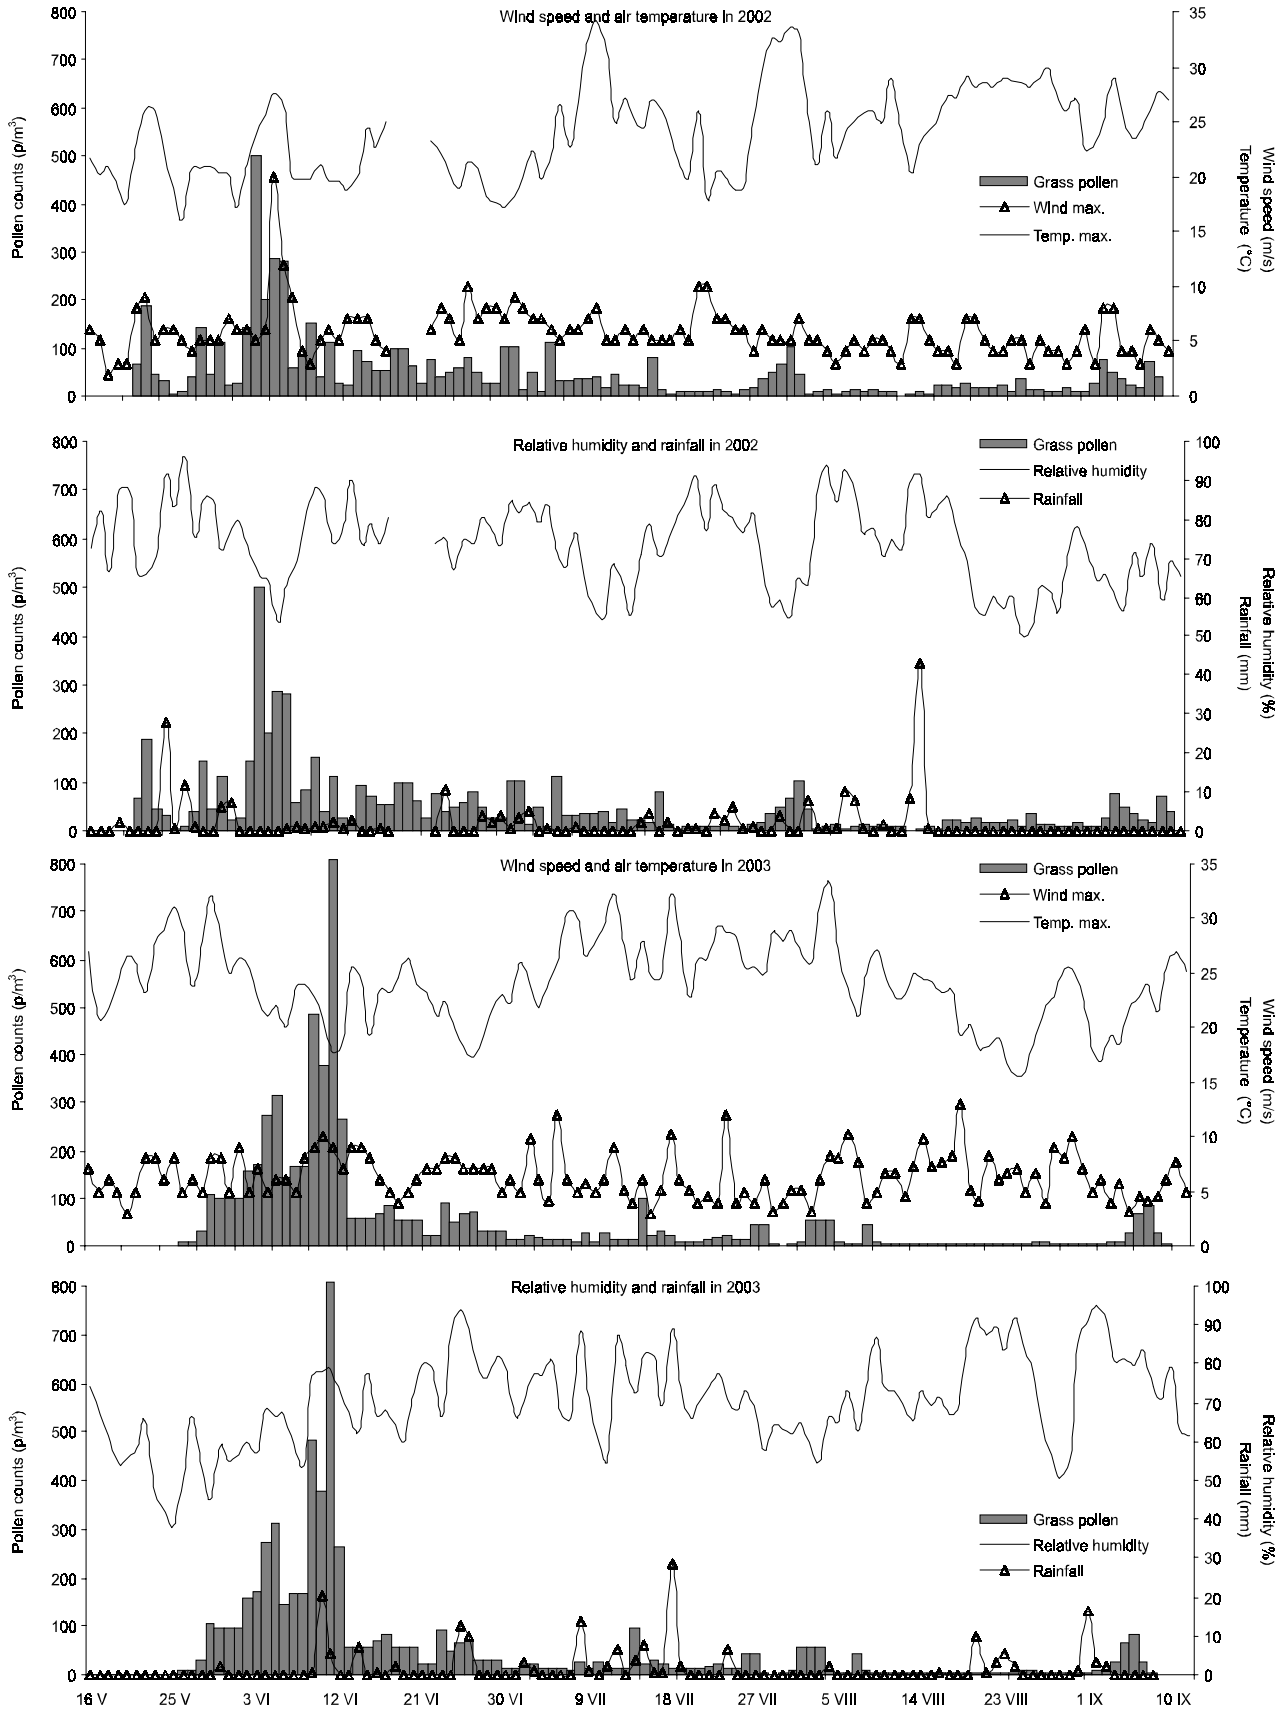 Wind speed and air temperature in 2002
800
700
600
500
400
300
200
100
0
35
30
25
20
15
10
5
0
Pollen counts (p/m³)
Wind speed (m/s)
Temperature (°C)
Grass pollen
Wind max.
Temp. max.
Relative humidity and rainfall in 2002
800
700
600
500
400
300
200
100
0
100
90
80
70
60
50
40
30
20
10
0
Pollen counts (p/m³)
Relative humidity (%)
Rainfall (mm)
Grass pollen
Relative humidity
Rainfall
Wind speed and air temperature in 2003
800
700
600
500
400
300
200
100
0
35
30
25
20
15
10
5
0
Pollen counts (p/m³)
Wind speed (m/s)
Temperature (°C)
Grass pollen
Wind max.
Temp. max.
Relative humidity and rainfall in 2003
800
700
600
500
400
300
200
100
0
100
90
80
70
60
50
40
30
20
10
0
Pollen counts (p/m³)
Relative humidity (%)
Rainfall (mm)
Grass pollen
Relative humidity
Rainfall
16 V 25 V 3 VI 12 VI 21 VI 30 VI 9 VII 18 VII 27 VII 5 VIII 14 VIII 23 VIII 1 IX 10 IX